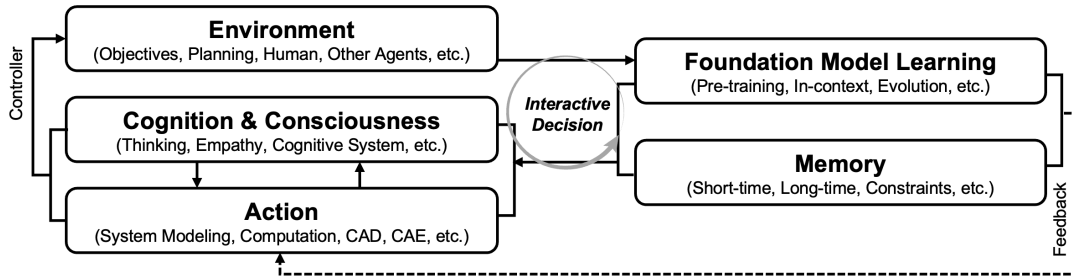 Controller
Environment
(Objectives, Planning, Human, Other Agents, etc.)
Cognition & Consciousness
(Thinking, Empathy, Cognitive System, etc.)
Action
(System Modeling, Computation, CAD, CAE, etc.)
Interactive
Decision
Foundation Model Learning
(Pre-training, In-context, Evolution, etc.)
Memory
(Short-time, Long-time, Constraints, etc.)
Feedback